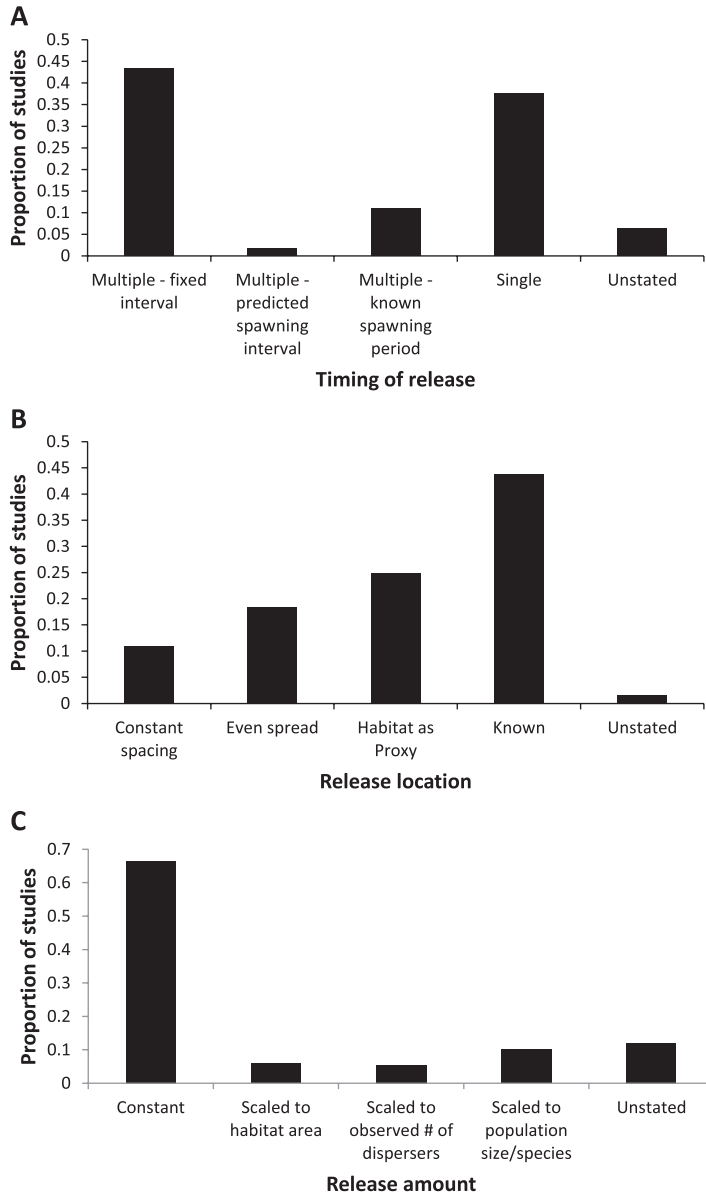 A
Proportion of studies
0.5
0.45
0.4
0.35
0.3
0.25
0.2
0.15
0.1
0.05
0
Multiple - fixed
interval
Multiple -
predicted
spawning
interval
Multiple -
known
spawning
period
Single
Unstated
Timing of release
B
Proportion of studies
0.5
0.45
0.4
0.35
0.3
0.25
0.2
0.15
0.1
0.05
0
Constant
spacing
Even spread
Habitat as
Proxy
Known
Unstated
Release location
C
Proportion of studies
0.7
0.6
0.5
0.4
0.3
0.2
0.1
0
Constant
Scaled to
habitat area
Scaled to
observed # of
dispersers
Scaled to
population
size/species
Unstated
Release amount